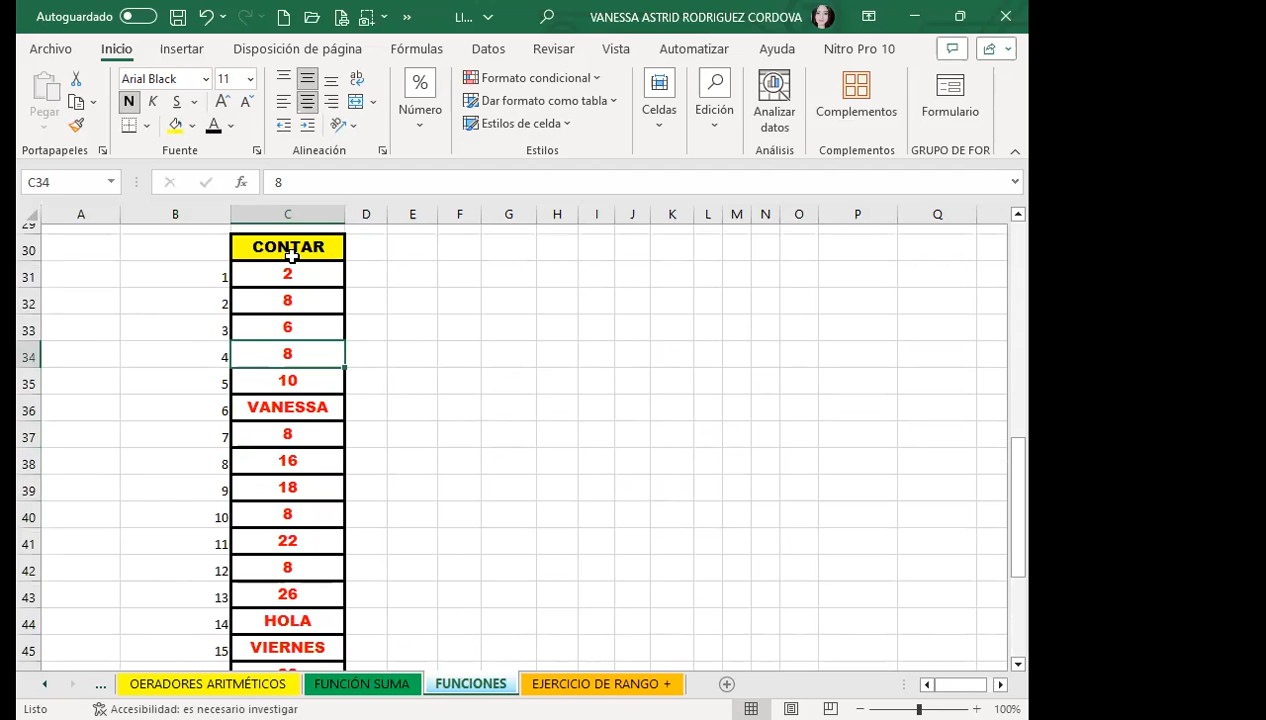 Autoguardado
LI...
VANESSA ASTRID RODRIGUEZ CORDOVA
Archivo Inicio Insertar Disposición de página Fórmulas Datos Revisar Vista Automatizar Ayuda Nitro Pro 10
Pegar
Arial Black 11
N K S
A A
ab
%
Número
Formato condicional
Dar formato como tabla
Estilos de celda
Celdas
Edición
Analizar
datos
Complementos
Formulario
Portapapeles Fuente Alineación Estilos Análisis Complementos GRUPO DE FOR
C34 fx 8
A B C D E F G H I J K L M N O P Q
29
30 CONTAR
31 1 2
32 2 8
33 3 6
34 4 8
35 5 10
36 6 VANESSA
37 7 8
38 8 16
39 9 18
40 10 8
41 11 22
42 12 8
43 13 26
44 14 HOLA
45 15 VIERNES
... OERADORES ARITMÉTICOS FUNCIÓN SUMA FUNCIONES EJERCICIO DE RANGO +
Listo Accesibilidad: es necesario investigar 100%